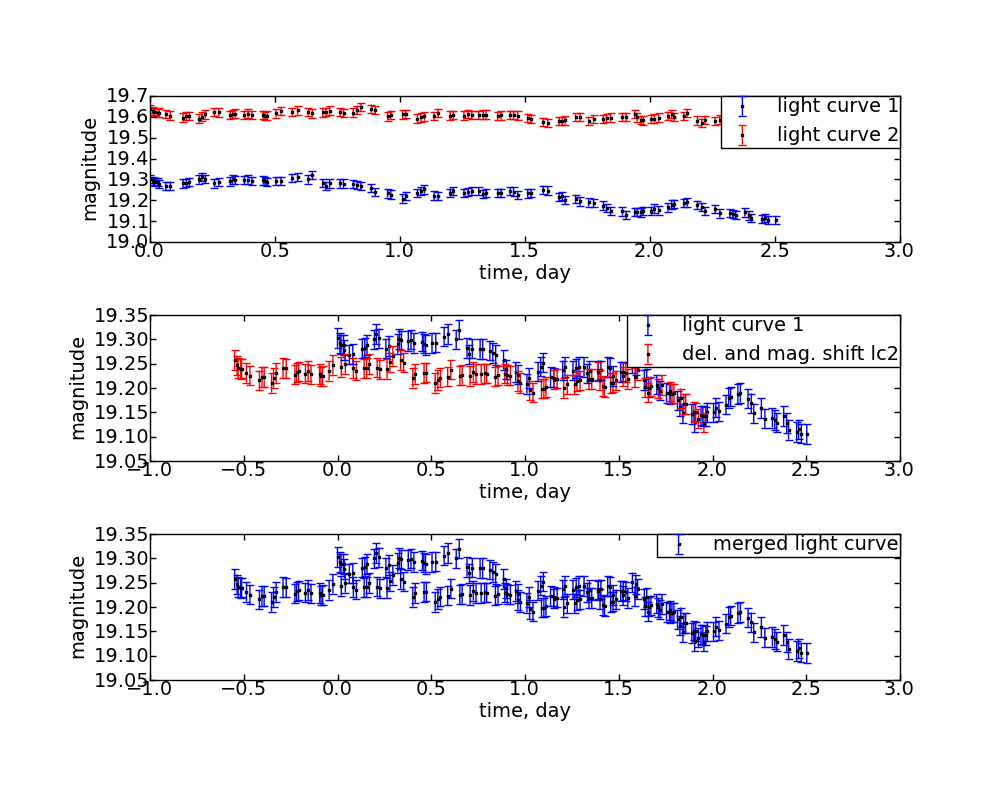 19.7
19.6
19.5
19.4
19.3
19.2
19.1
19.0
magnitude
light curve 1
light curve 2
0.0 0.5 1.0 1.5 2.0 2.5 3.0
time, day
19.35
19.30
19.25
19.20
19.15
19.10
19.05
magnitude
light curve 1
del. and mag. shift lc2
−1.0 −0.5 0.0 0.5 1.0 1.5 2.0 2.5 3.0
time, day
19.35
19.30
19.25
19.20
19.15
19.10
19.05
magnitude
merged light curve
−1.0 −0.5 0.0 0.5 1.0 1.5 2.0 2.5 3.0
time, day